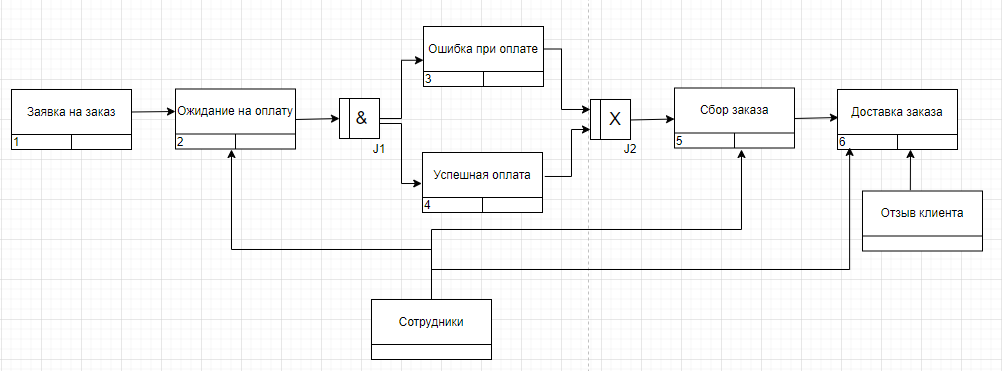 Заявка на заказ
1
Ожидание на оплату
2
&
J1
Ошибка при оплате
3
Успешная оплата
4
X
J2
Сбор заказа
5
Доставка заказа
6
Отзыв клиента
Сотрудники